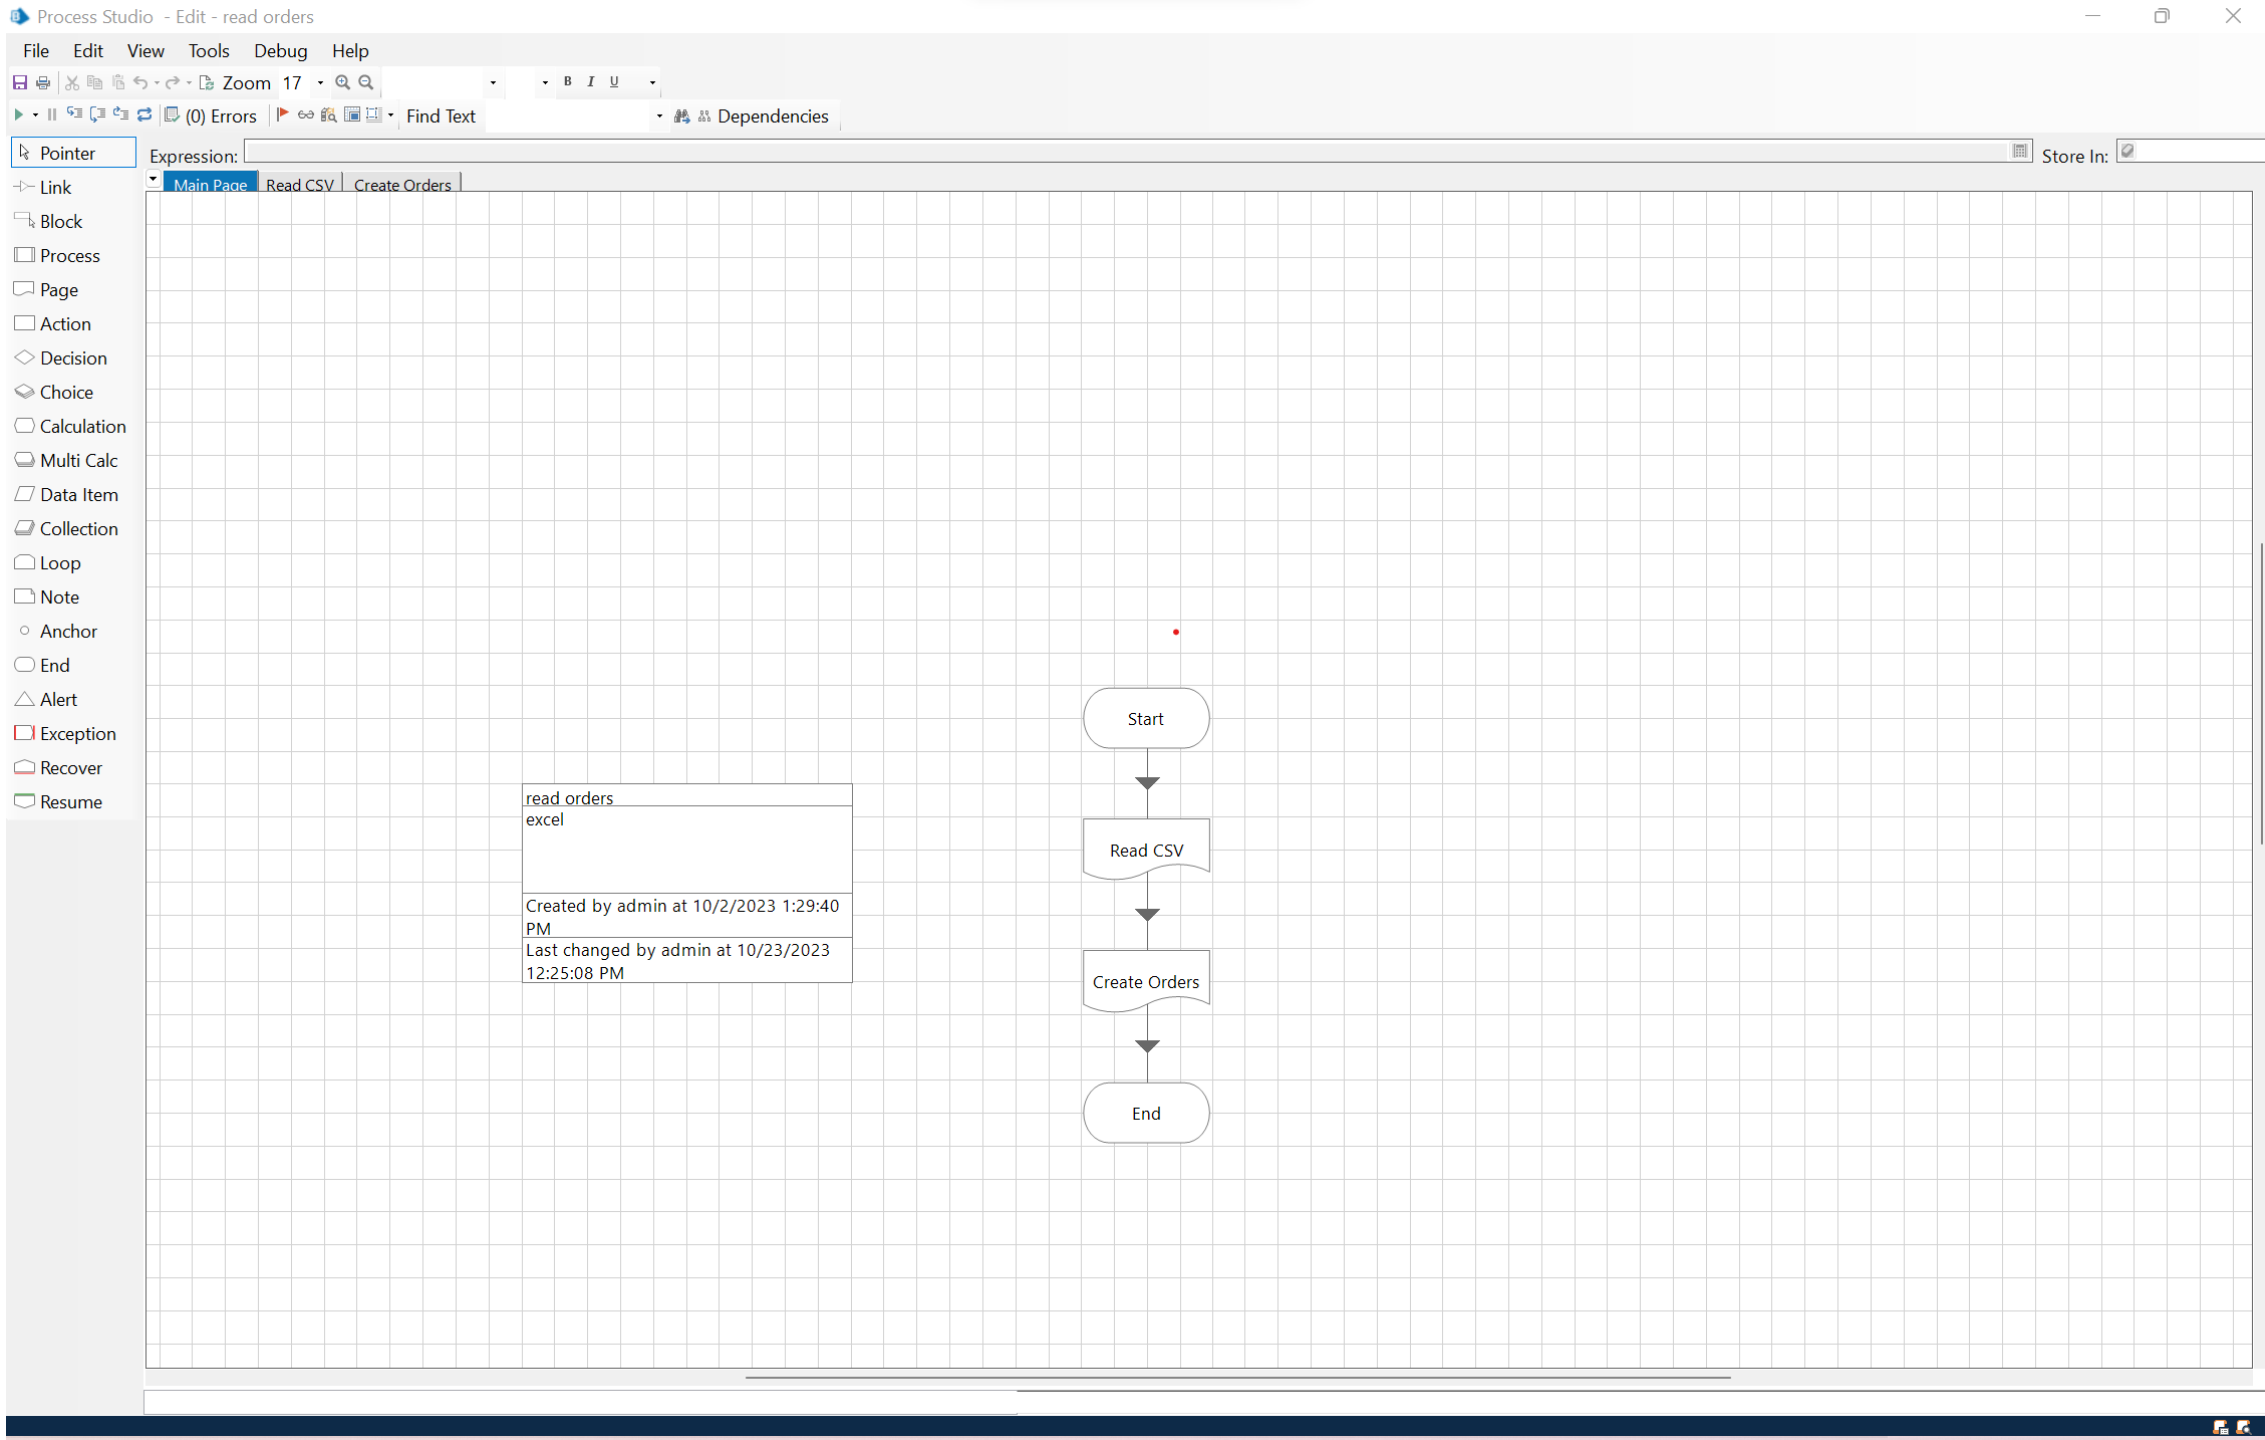 Process Studio - Edit - read orders
File Edit View Tools Debug Help
Zoom 17 B I U
(0) Errors Find Text Dependencies
Pointer
Expression: Store In:
Main Page Read CSV Create Orders
Link
Block
Process
Page
Action
Decision
Choice
Calculation
Multi Calc
Data Item
Collection
Loop
Note
Anchor
End
Alert
Exception
Recover
Resume
Start
read orders
excel
Created by admin at 10/2/2023 1:29:40
PM
Last changed by admin at 10/23/2023
12:25:08 PM
Read CSV
Create Orders
End